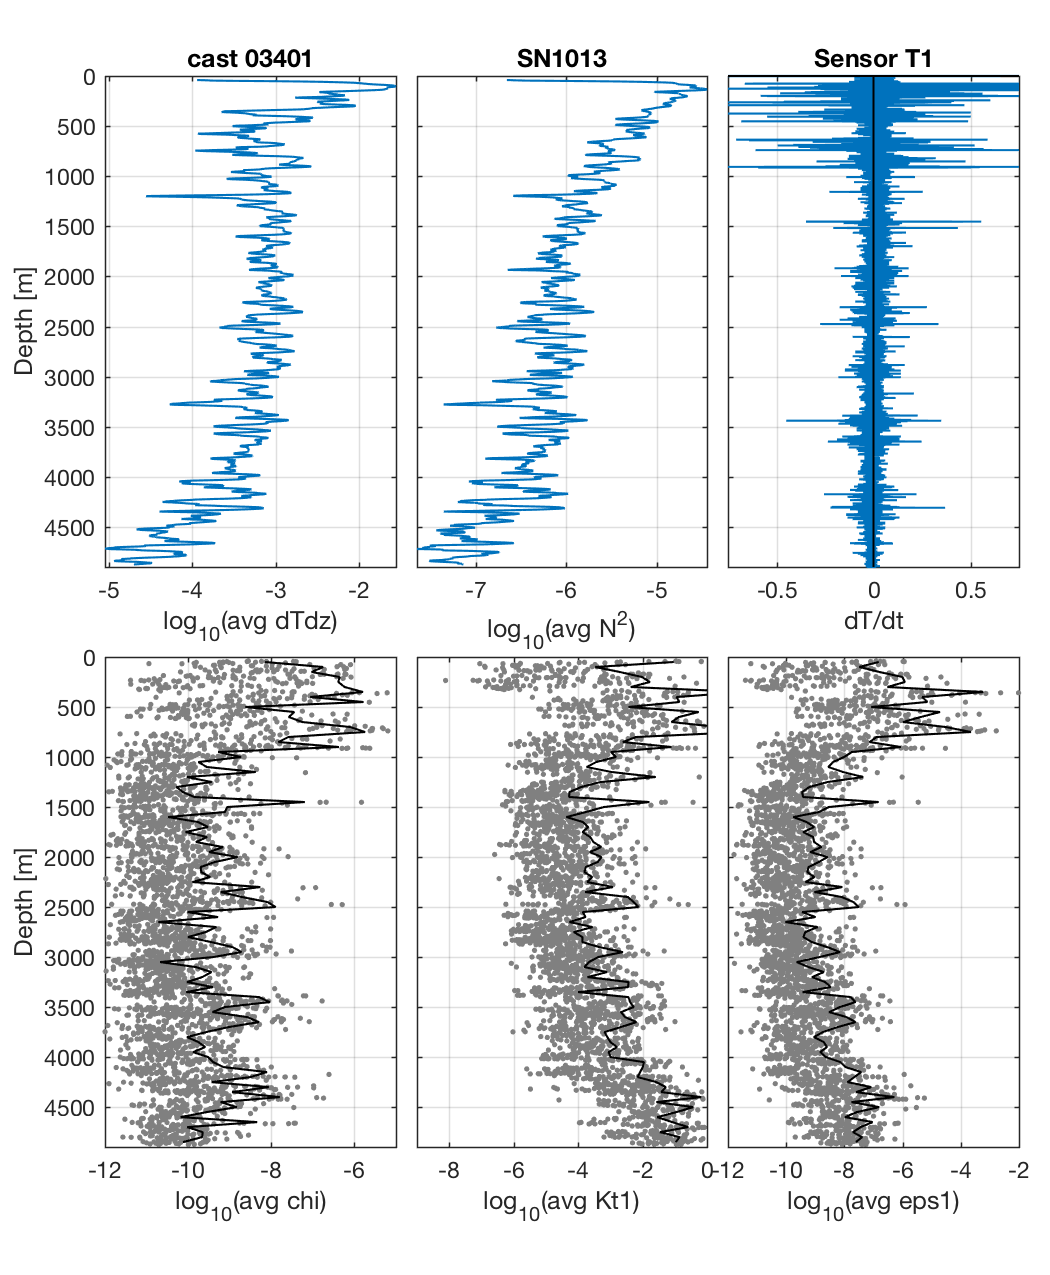 cast 03401 SN1013 Sensor T1
0
500
1000
1500
2000
2500
3000
3500
4000
4500
Depth [m]
-5 -4 -3 -2 -7 -6 -5 -0.5 0 0.5
log10(avg dTdz) log10(avg N2) dT/dt
0
500
1000
1500
2000
2500
3000
3500
4000
4500
Depth [m]
-12 -10 -8 -6 -8 -6 -4 -2 0 -12 -10 -8 -6 -4 -2
log10(avg chi) log10(avg Kt1) log10(avg eps1)